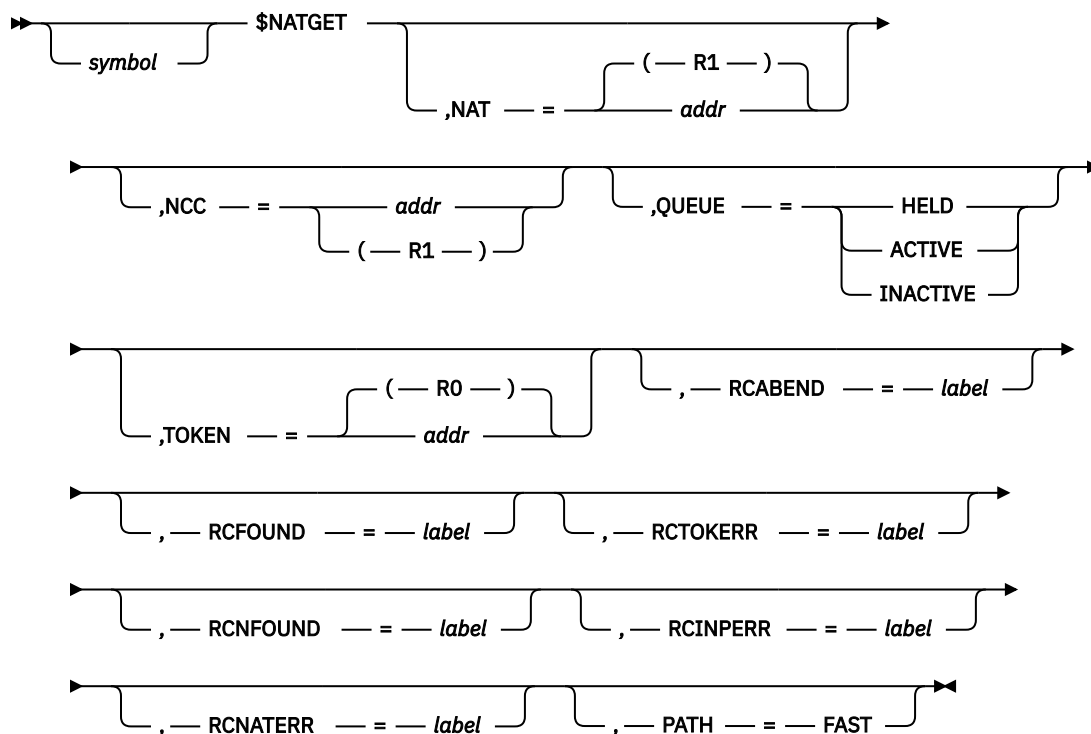 $NATGET
symbol
( R1 )
,NAT = addr
,NCC = addr ,QUEUE = HELD
( R1 ) ACTIVE
INACTIVE
( R0 ) , RCABEND = label
,TOKEN = addr
, RCFOUND = label , RCTOKERR = label
, RCNFOUND = label , RCINPERR = label
, RCNATERR = label , PATH = FAST